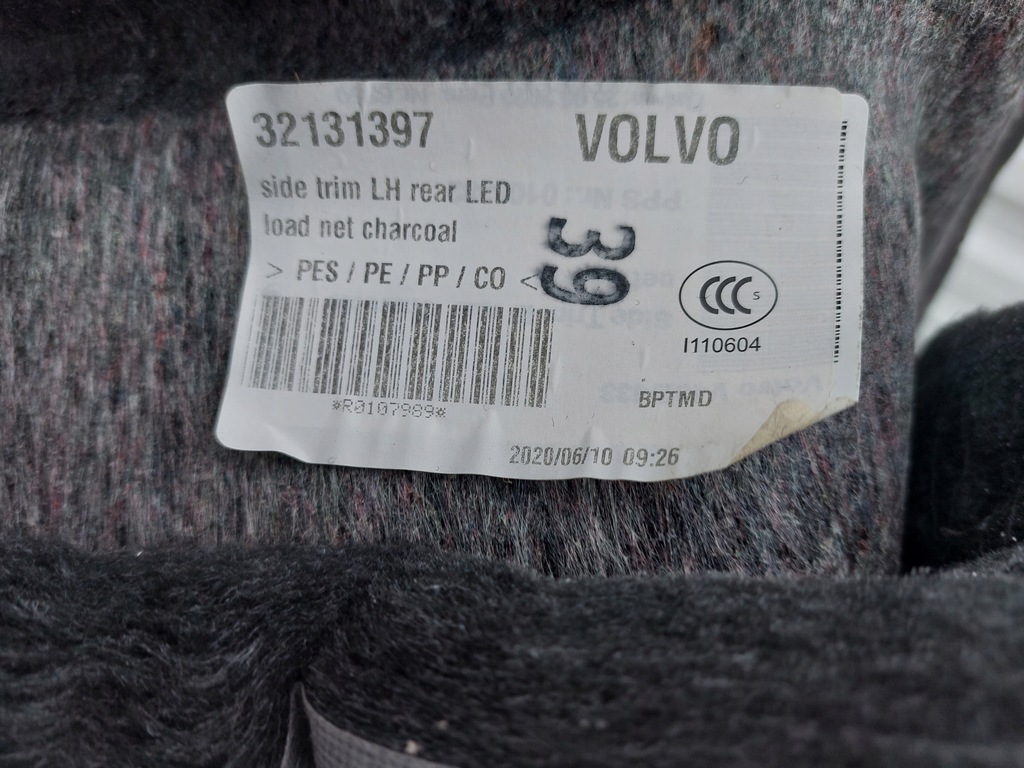 32131397
VOLVO
side trim LH rear LED
load net charcoal
> PES / PE / PP / CO <
39
CCC S
I110604
*R0107989*
BPTMD
2020/06/10 09:26